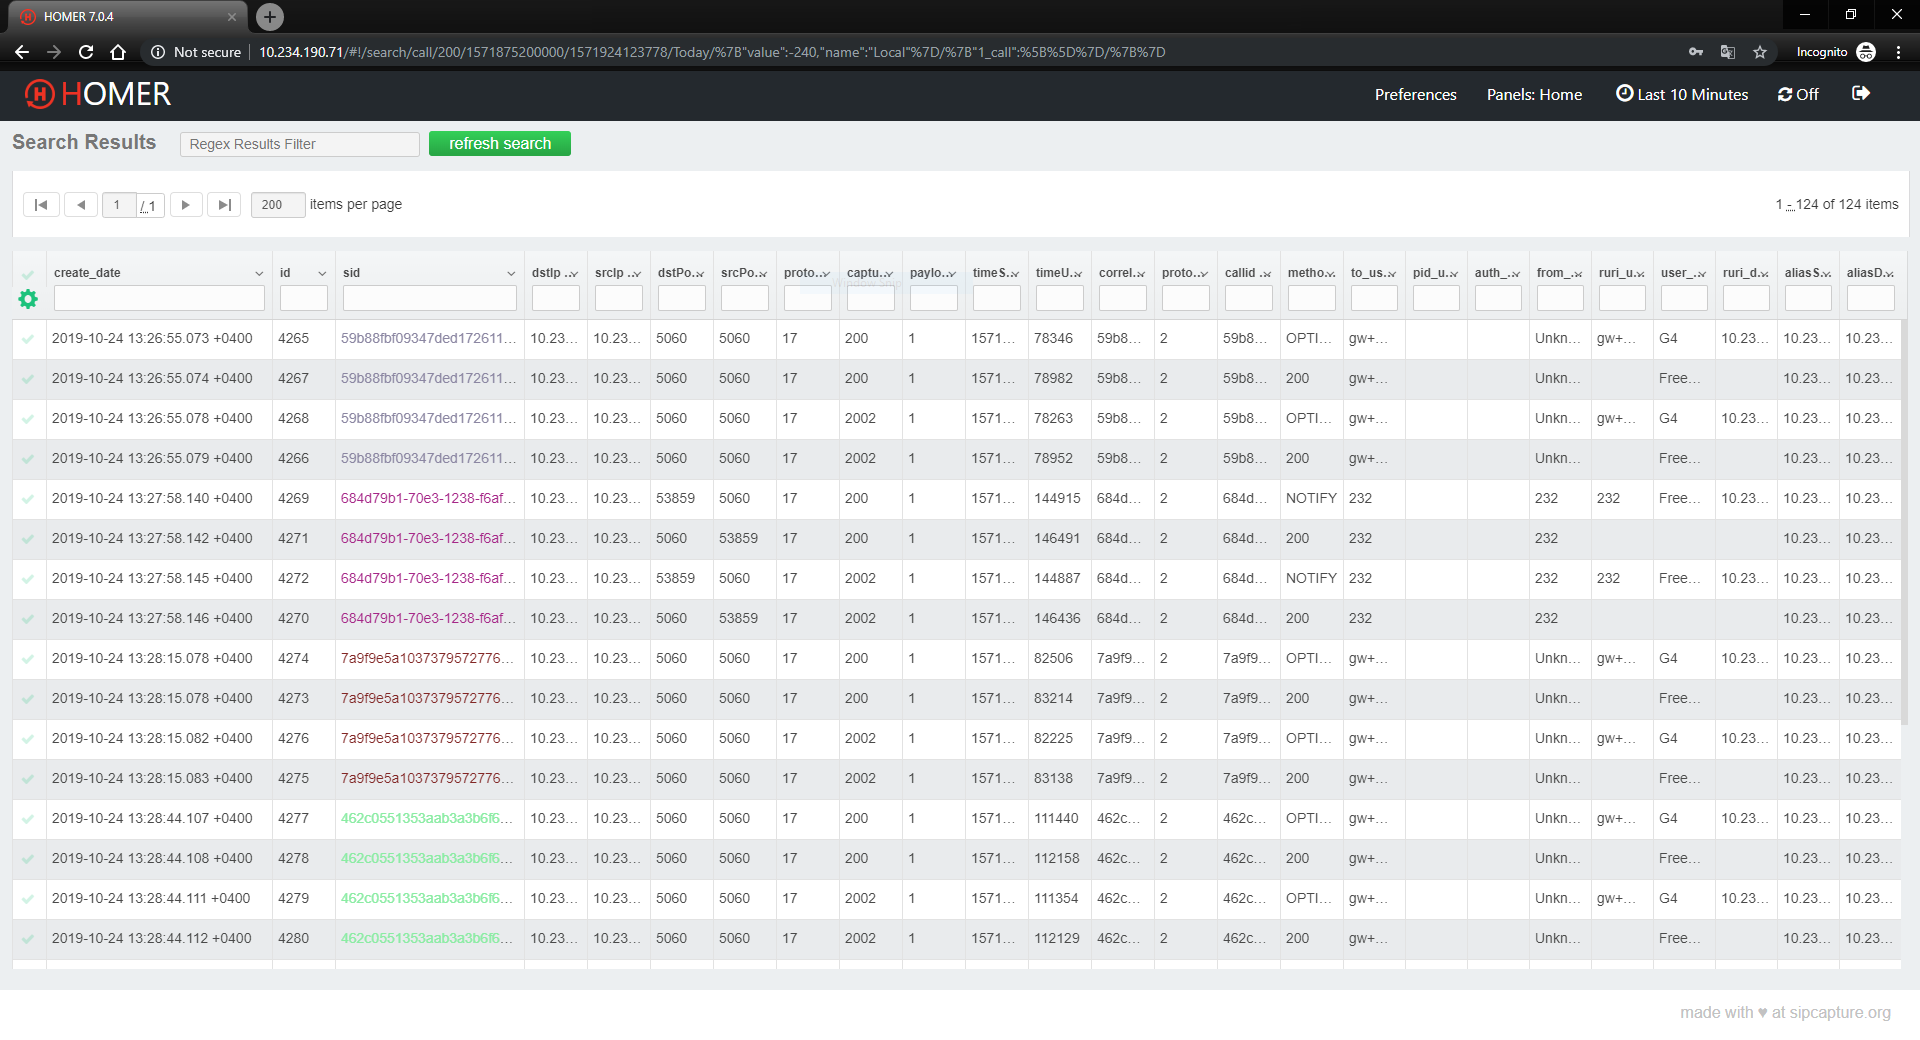 HOMER 7.0.4
Not secure 10.234.190.71/#!/search/call/200/1571875200000/1571924123778/Today/%7B"value":-240,"name":"Local"%7D/%7B"1_call":%5B%5D%7D/%7B%7D Incognito
HOMER Preferences Panels: Home Last 10 Minutes Off
Search Results Regex Results Filter refresh search
1 / 1 200 items per page 1 - 124 of 124 items
create_date id sid dstIp ... srcIp ... dstPo... srcPo... proto... captu... paylo... timeS... timeU... correl... proto... callid metho... to_us... pid_u... auth_... from_... ruri_u... user_... ruri_d... aliasS... aliasD...
2019-10-24 13:26:55.073 +0400 4265 59b88fbf09347ded172611... 10.23... 10.23... 5060 5060 17 200 1 1571... 78346 59b8... 2 59b8... OPTI... gw+... Unkn... gw+... G4 10.23... 10.23... 10.23...
2019-10-24 13:26:55.074 +0400 4267 59b88fbf09347ded172611... 10.23... 10.23... 5060 5060 17 200 1 1571... 78982 59b8... 2 59b8... 200 gw+... Unkn... Free... 10.23... 10.23...
2019-10-24 13:26:55.078 +0400 4268 59b88fbf09347ded172611... 10.23... 10.23... 5060 5060 17 2002 1 1571... 78263 59b8... 2 59b8... OPTI... gw+... Unkn... gw+... G4 10.23... 10.23... 10.23...
2019-10-24 13:26:55.079 +0400 4266 59b88fbf09347ded172611... 10.23... 10.23... 5060 5060 17 2002 1 1571... 78952 59b8... 2 59b8... 200 gw+... Unkn... Free... 10.23... 10.23...
2019-10-24 13:27:58.140 +0400 4269 684d79b1-70e3-1238-f6af... 10.23... 10.23... 53859 5060 17 200 1 1571... 144915 684d... 2 684d... NOTIFY 232 232 232 Free... 10.23... 10.23... 10.23...
2019-10-24 13:27:58.142 +0400 4271 684d79b1-70e3-1238-f6af... 10.23... 10.23... 5060 53859 17 200 1 1571... 146491 684d... 2 684d... 200 232 232 10.23... 10.23...
2019-10-24 13:27:58.145 +0400 4272 684d79b1-70e3-1238-f6af... 10.23... 10.23... 53859 5060 17 2002 1 1571... 144887 684d... 2 684d... NOTIFY 232 232 232 Free... 10.23... 10.23... 10.23...
2019-10-24 13:27:58.146 +0400 4270 684d79b1-70e3-1238-f6af... 10.23... 10.23... 5060 53859 17 2002 1 1571... 146436 684d... 2 684d... 200 232 232 10.23... 10.23...
2019-10-24 13:28:15.078 +0400 4274 7a9f9e5a1037379572776... 10.23... 10.23... 5060 5060 17 200 1 1571... 82506 7a9f9... 2 7a9f9... OPTI... gw+... Unkn... gw+... G4 10.23... 10.23... 10.23...
2019-10-24 13:28:15.078 +0400 4273 7a9f9e5a1037379572776... 10.23... 10.23... 5060 5060 17 200 1 1571... 83214 7a9f9... 2 7a9f9... 200 gw+... Unkn... Free... 10.23... 10.23...
2019-10-24 13:28:15.082 +0400 4276 7a9f9e5a1037379572776... 10.23... 10.23... 5060 5060 17 2002 1 1571... 82225 7a9f9... 2 7a9f9... OPTI... gw+... Unkn... gw+... G4 10.23... 10.23... 10.23...
2019-10-24 13:28:15.083 +0400 4275 7a9f9e5a1037379572776... 10.23... 10.23... 5060 5060 17 2002 1 1571... 83138 7a9f9... 2 7a9f9... 200 gw+... Unkn... Free... 10.23... 10.23...
2019-10-24 13:28:44.107 +0400 4277 462c0551353aab3a3b6f6... 10.23... 10.23... 5060 5060 17 200 1 1571... 111440 462c... 2 462c... OPTI... gw+... Unkn... gw+... G4 10.23... 10.23... 10.23...
2019-10-24 13:28:44.108 +0400 4278 462c0551353aab3a3b6f6... 10.23... 10.23... 5060 5060 17 200 1 1571... 112158 462c... 2 462c... 200 gw+... Unkn... Free... 10.23... 10.23...
2019-10-24 13:28:44.111 +0400 4279 462c0551353aab3a3b6f6... 10.23... 10.23... 5060 5060 17 2002 1 1571... 111354 462c... 2 462c... OPTI... gw+... Unkn... gw+... G4 10.23... 10.23... 10.23...
2019-10-24 13:28:44.112 +0400 4280 462c0551353aab3a3b6f6... 10.23... 10.23... 5060 5060 17 2002 1 1571... 112129 462c... 2 462c... 200 gw+... Unkn... Free... 10.23... 10.23...
made with ♥ at sipcapture.org